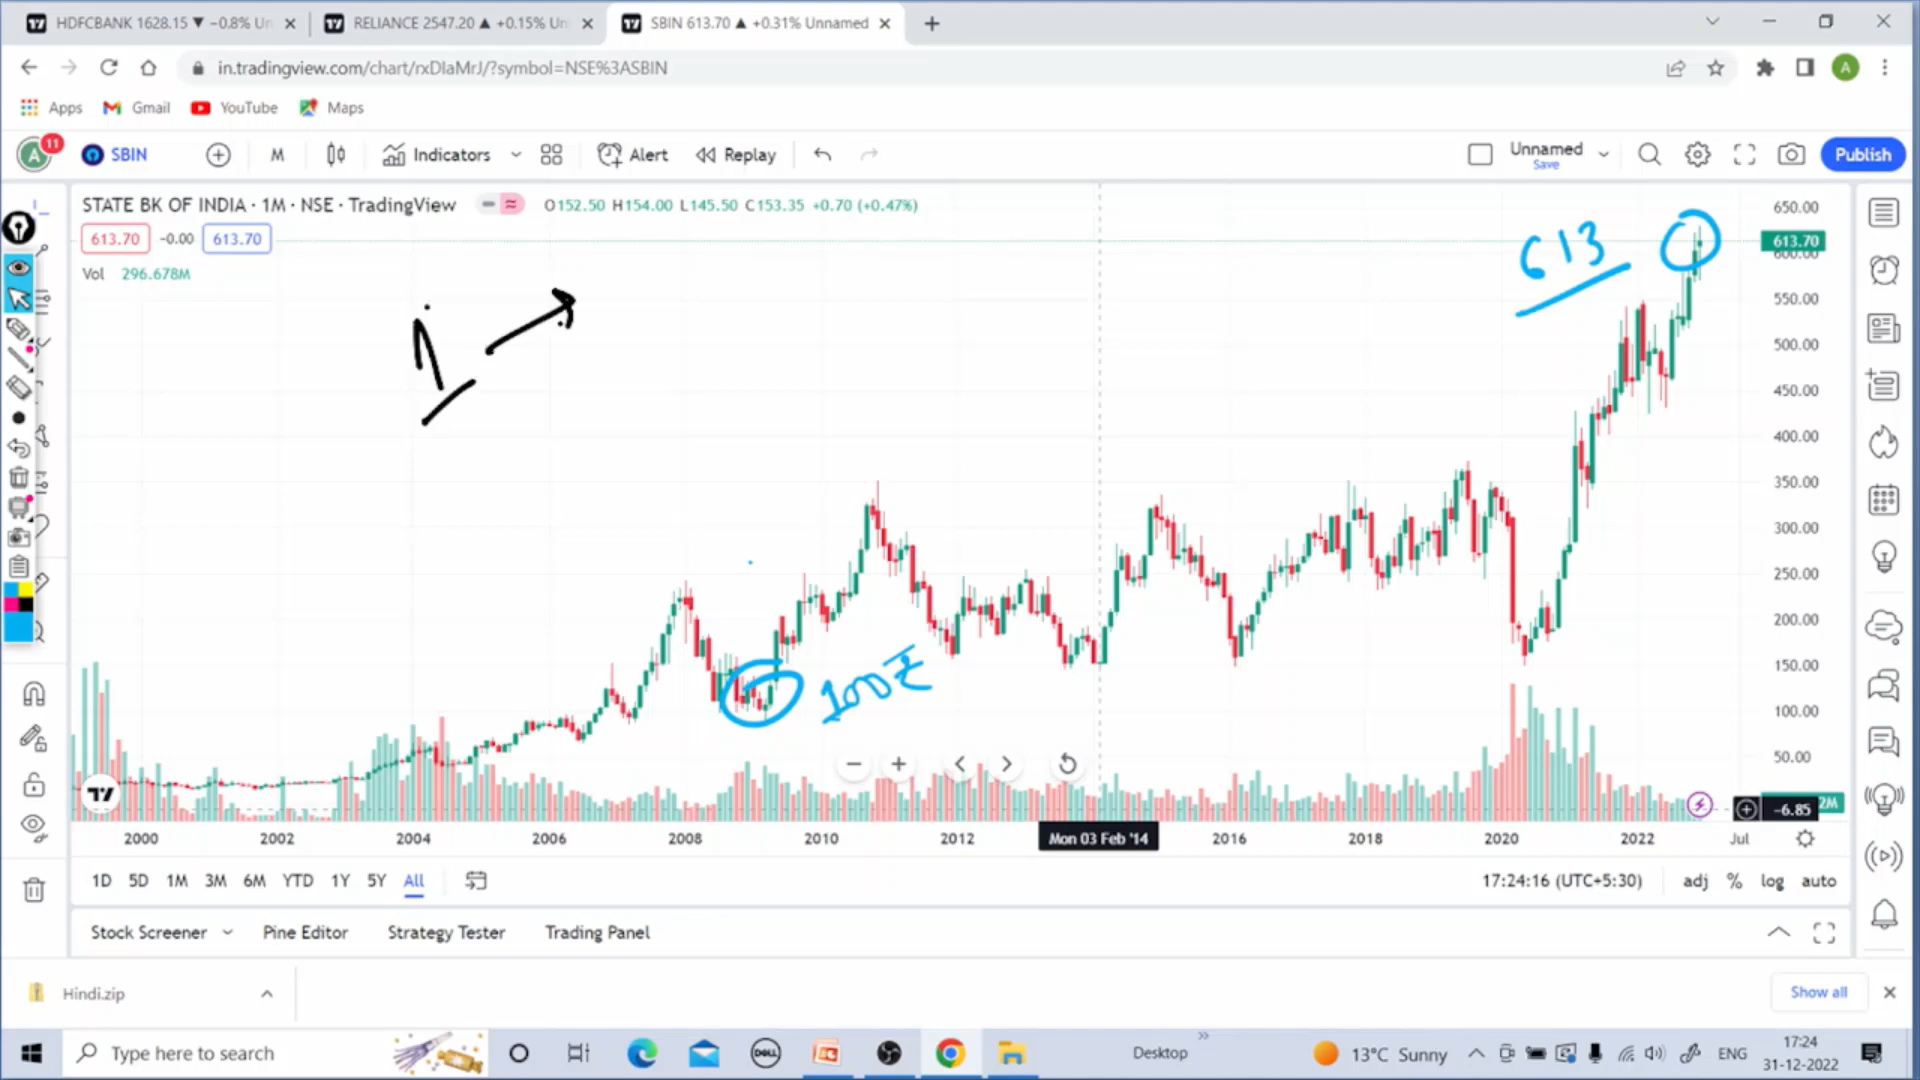 HDFCBANK 1628.15 ▼ −0.8% Un
RELIANCE 2547.20 ▲ +0.15% Un
SBIN 613.70 ▲ +0.31% Unnamed
in.tradingview.com/chart/rxDlaMrJ/?symbol=NSE%3ASBIN
A
Apps
Gmail
YouTube
Maps
A
11
SBIN
M
Indicators
Alert
Replay
Unnamed
Save
Publish
STATE BK OF INDIA · 1M · NSE · TradingView
O152.50 H154.00 L145.50 C153.35 +0.70 (+0.47%)
613.70
−0.00
613.70
Vol 296.678M
613
100₹
650.00
613.70
600.00
550.00
500.00
450.00
400.00
350.00
300.00
250.00
200.00
150.00
100.00
50.00
2M
−6.85
2000
2002
2004
2006
2008
2010
2012
Mon 03 Feb '14
2016
2018
2020
2022
Jul
1D 5D 1M 3M 6M YTD 1Y 5Y All
17:24:16 (UTC+5:30)
adj % log auto
Stock Screener
Pine Editor
Strategy Tester
Trading Panel
Hindi.zip
Show all
Type here to search
DELL
Desktop
13°C Sunny
ENG
17:24
31-12-2022